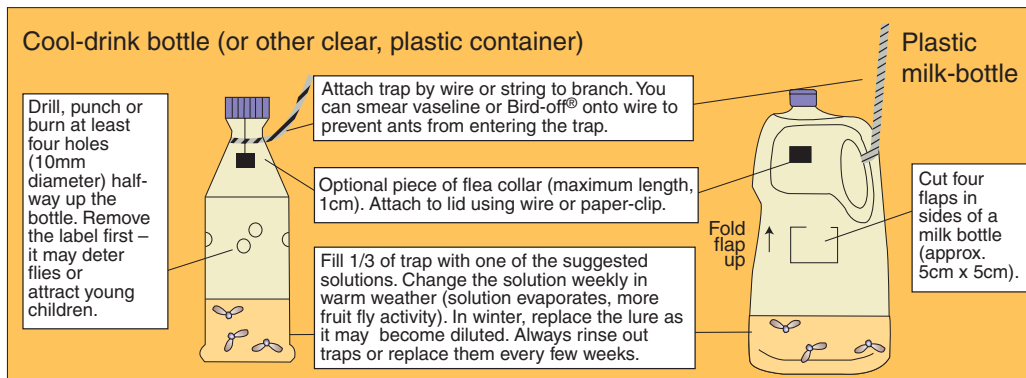 Cool-drink bottle (or other clear, plastic container)
Plastic
milk-bottle
Drill, punch or
burn at least
four holes
(10mm
diameter) half-
way up the
bottle. Remove
the label first –
it may deter
flies or
attract young
children.
Attach trap by wire or string to branch. You
can smear vaseline or Bird-off® onto wire to
prevent ants from entering the trap.
Optional piece of flea collar (maximum length,
1cm). Attach to lid using wire or paper-clip.
Fill 1/3 of trap with one of the suggested
solutions. Change the solution weekly in
warm weather (solution evaporates, more
fruit fly activity). In winter, replace the lure as
it may become diluted. Always rinse out
traps or replace them every few weeks.
Fold
flap
up
Cut four
flaps in
sides of a
milk bottle
(approx.
5cm x 5cm).